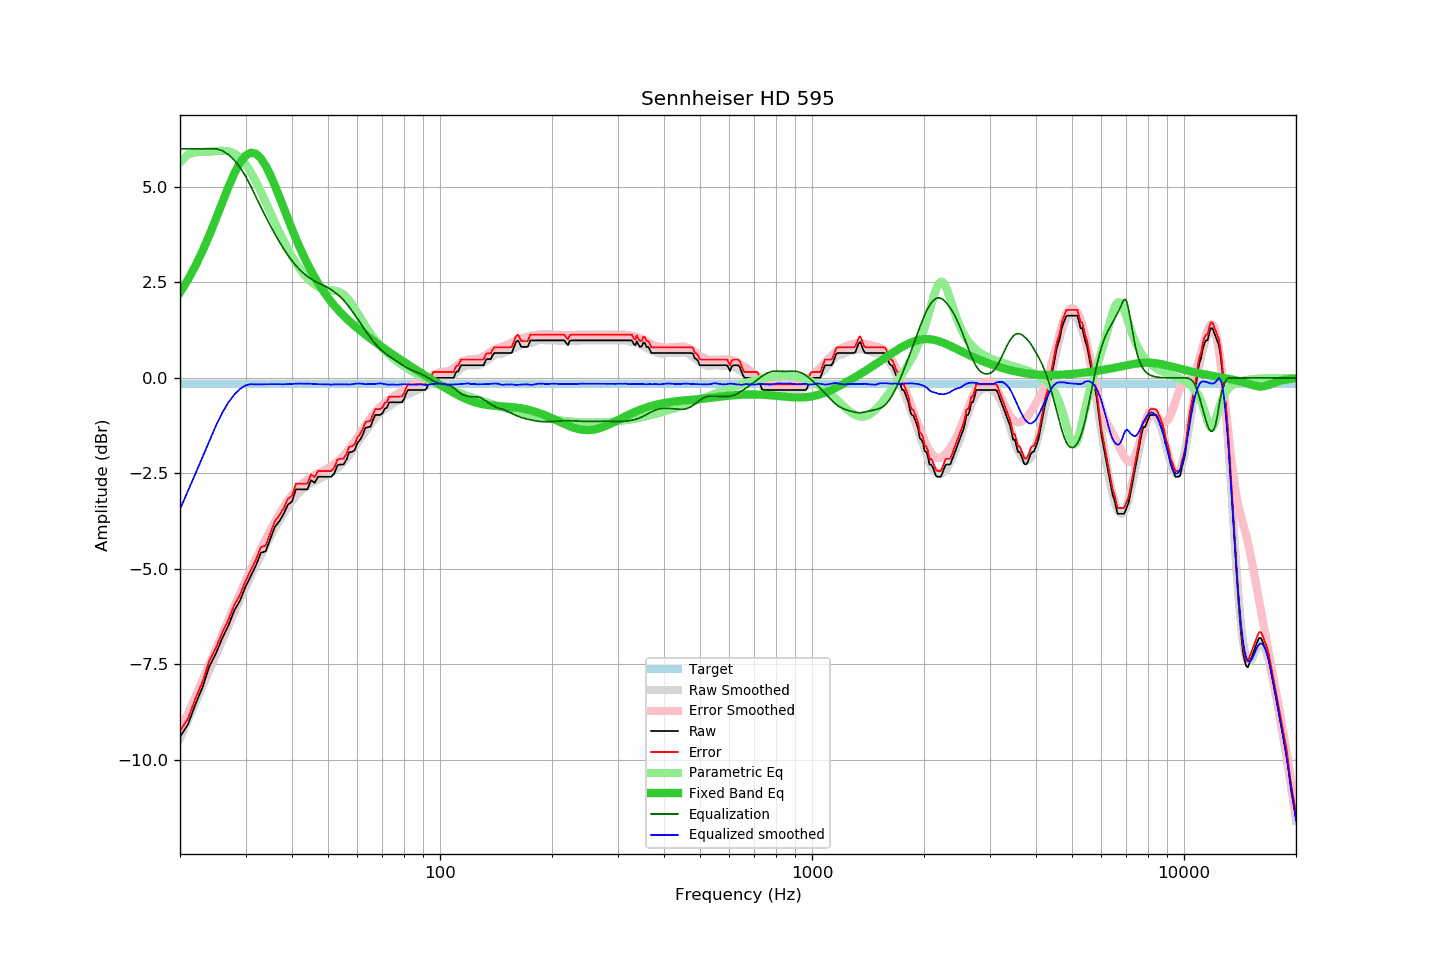 Sennheiser HD 595
5.0
2.5
0.0
−2.5
−5.0
−7.5
−10.0
Amplitude (dBr)
Target
Raw Smoothed
Error Smoothed
Raw
Error
Parametric Eq
Fixed Band Eq
Equalization
Equalized smoothed
100
1000
10000
Frequency (Hz)